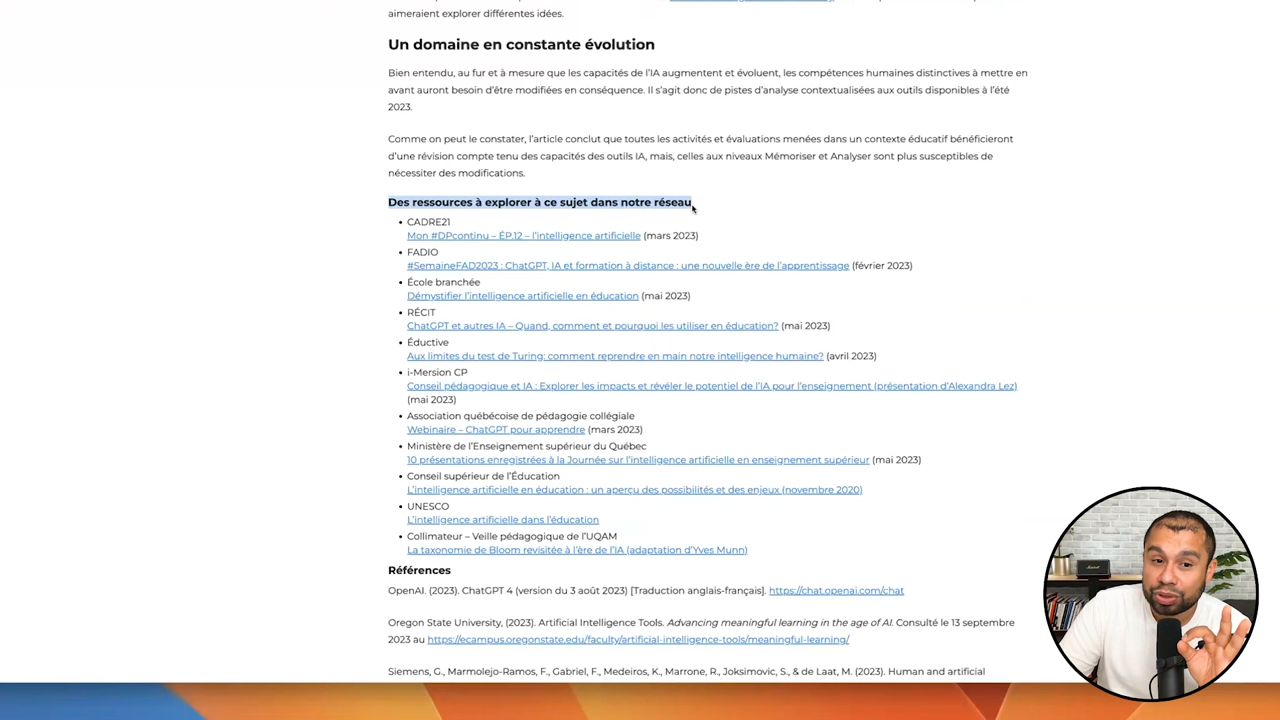 aimeraient explorer différentes idées.
Un domaine en constante évolution
Bien entendu, au fur et à mesure que les capacités de l'IA augmentent et évoluent, les compétences humaines distinctives à mettre en
avant auront besoin d'être modifiées en conséquence. Il s'agit donc de pistes d'analyse contextualisées aux outils disponibles à l'été
2023.
Comme on peut le constater, l'article conclut que toutes les activités et évaluations menées dans un contexte éducatif bénéficieront
d'une révision compte tenu des capacités des outils IA, mais, celles aux niveaux Mémoriser et Analyser sont plus susceptibles de
nécessiter des modifications.
Des ressources à explorer à ce sujet dans notre réseau
• CADRE21
Mon #DPcontinu – ÉP.12 – l'intelligence artificielle (mars 2023)
• FADIO
#SemaineFAD2023 : ChatGPT, IA et formation à distance : une nouvelle ère de l'apprentissage (février 2023)
• École branchée
Démystifier l'intelligence artificielle en éducation (mai 2023)
• RÉCIT
ChatGPT et autres IA – Quand, comment et pourquoi les utiliser en éducation? (mai 2023)
• Éductive
Aux limites du test de Turing: comment reprendre en main notre intelligence humaine? (avril 2023)
• i-Mersion CP
Conseil pédagogique et IA : Explorer les impacts et révéler le potentiel de l'IA pour l'enseignement (présentation d'Alexandra Lez)
(mai 2023)
• Association québécoise de pédagogie collégiale
Webinaire – ChatGPT pour apprendre (mars 2023)
• Ministère de l'Enseignement supérieur du Québec
10 présentations enregistrées à la Journée sur l'intelligence artificielle en enseignement supérieur (mai 2023)
• Conseil supérieur de l'Éducation
L'intelligence artificielle en éducation : un aperçu des possibilités et des enjeux (novembre 2020)
• UNESCO
L'intelligence artificielle dans l'éducation
• Collimateur – Veille pédagogique de l'UQAM
La taxonomie de Bloom revisitée à l'ère de l'IA (adaptation d'Yves Munn)
Références
OpenAI. (2023). ChatGPT 4 (version du 3 août 2023) [Traduction anglais-français]. https://chat.openai.com/chat
Oregon State University, (2023). Artificial Intelligence Tools. Advancing meaningful learning in the age of AI. Consulté le 13 septembre
2023 au https://ecampus.oregonstate.edu/faculty/artificial-intelligence-tools/meaningful-learning/
Siemens, G., Marmolejo-Ramos, F., Gabriel, F., Medeiros, K., Marrone, R., Joksimovic, S., & de Laat, M. (2023). Human and artificial